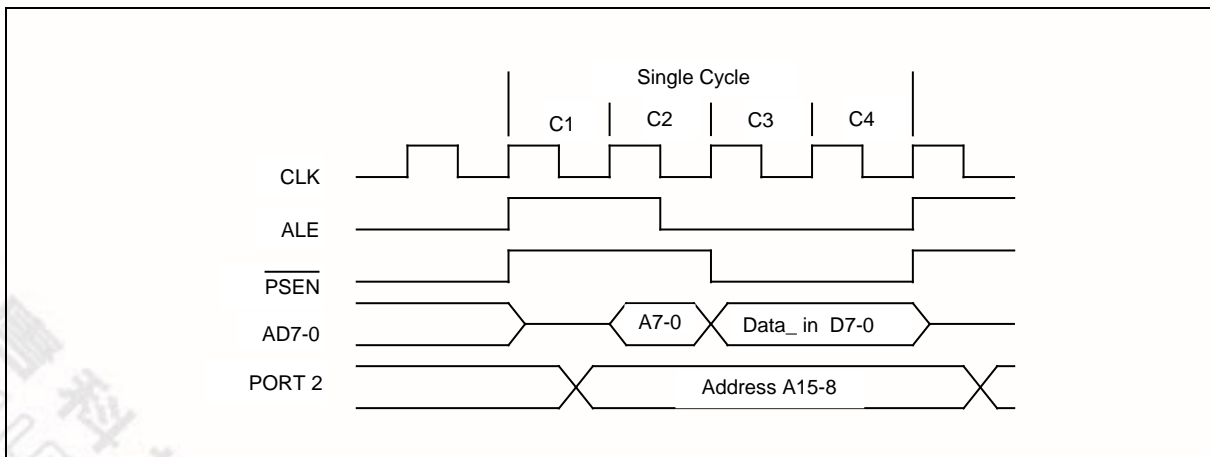 Single Cycle
C1 C2 C3 C4
CLK
ALE
PSEN
AD7-0 A7-0 Data_ in D7-0
PORT 2 Address A15-8